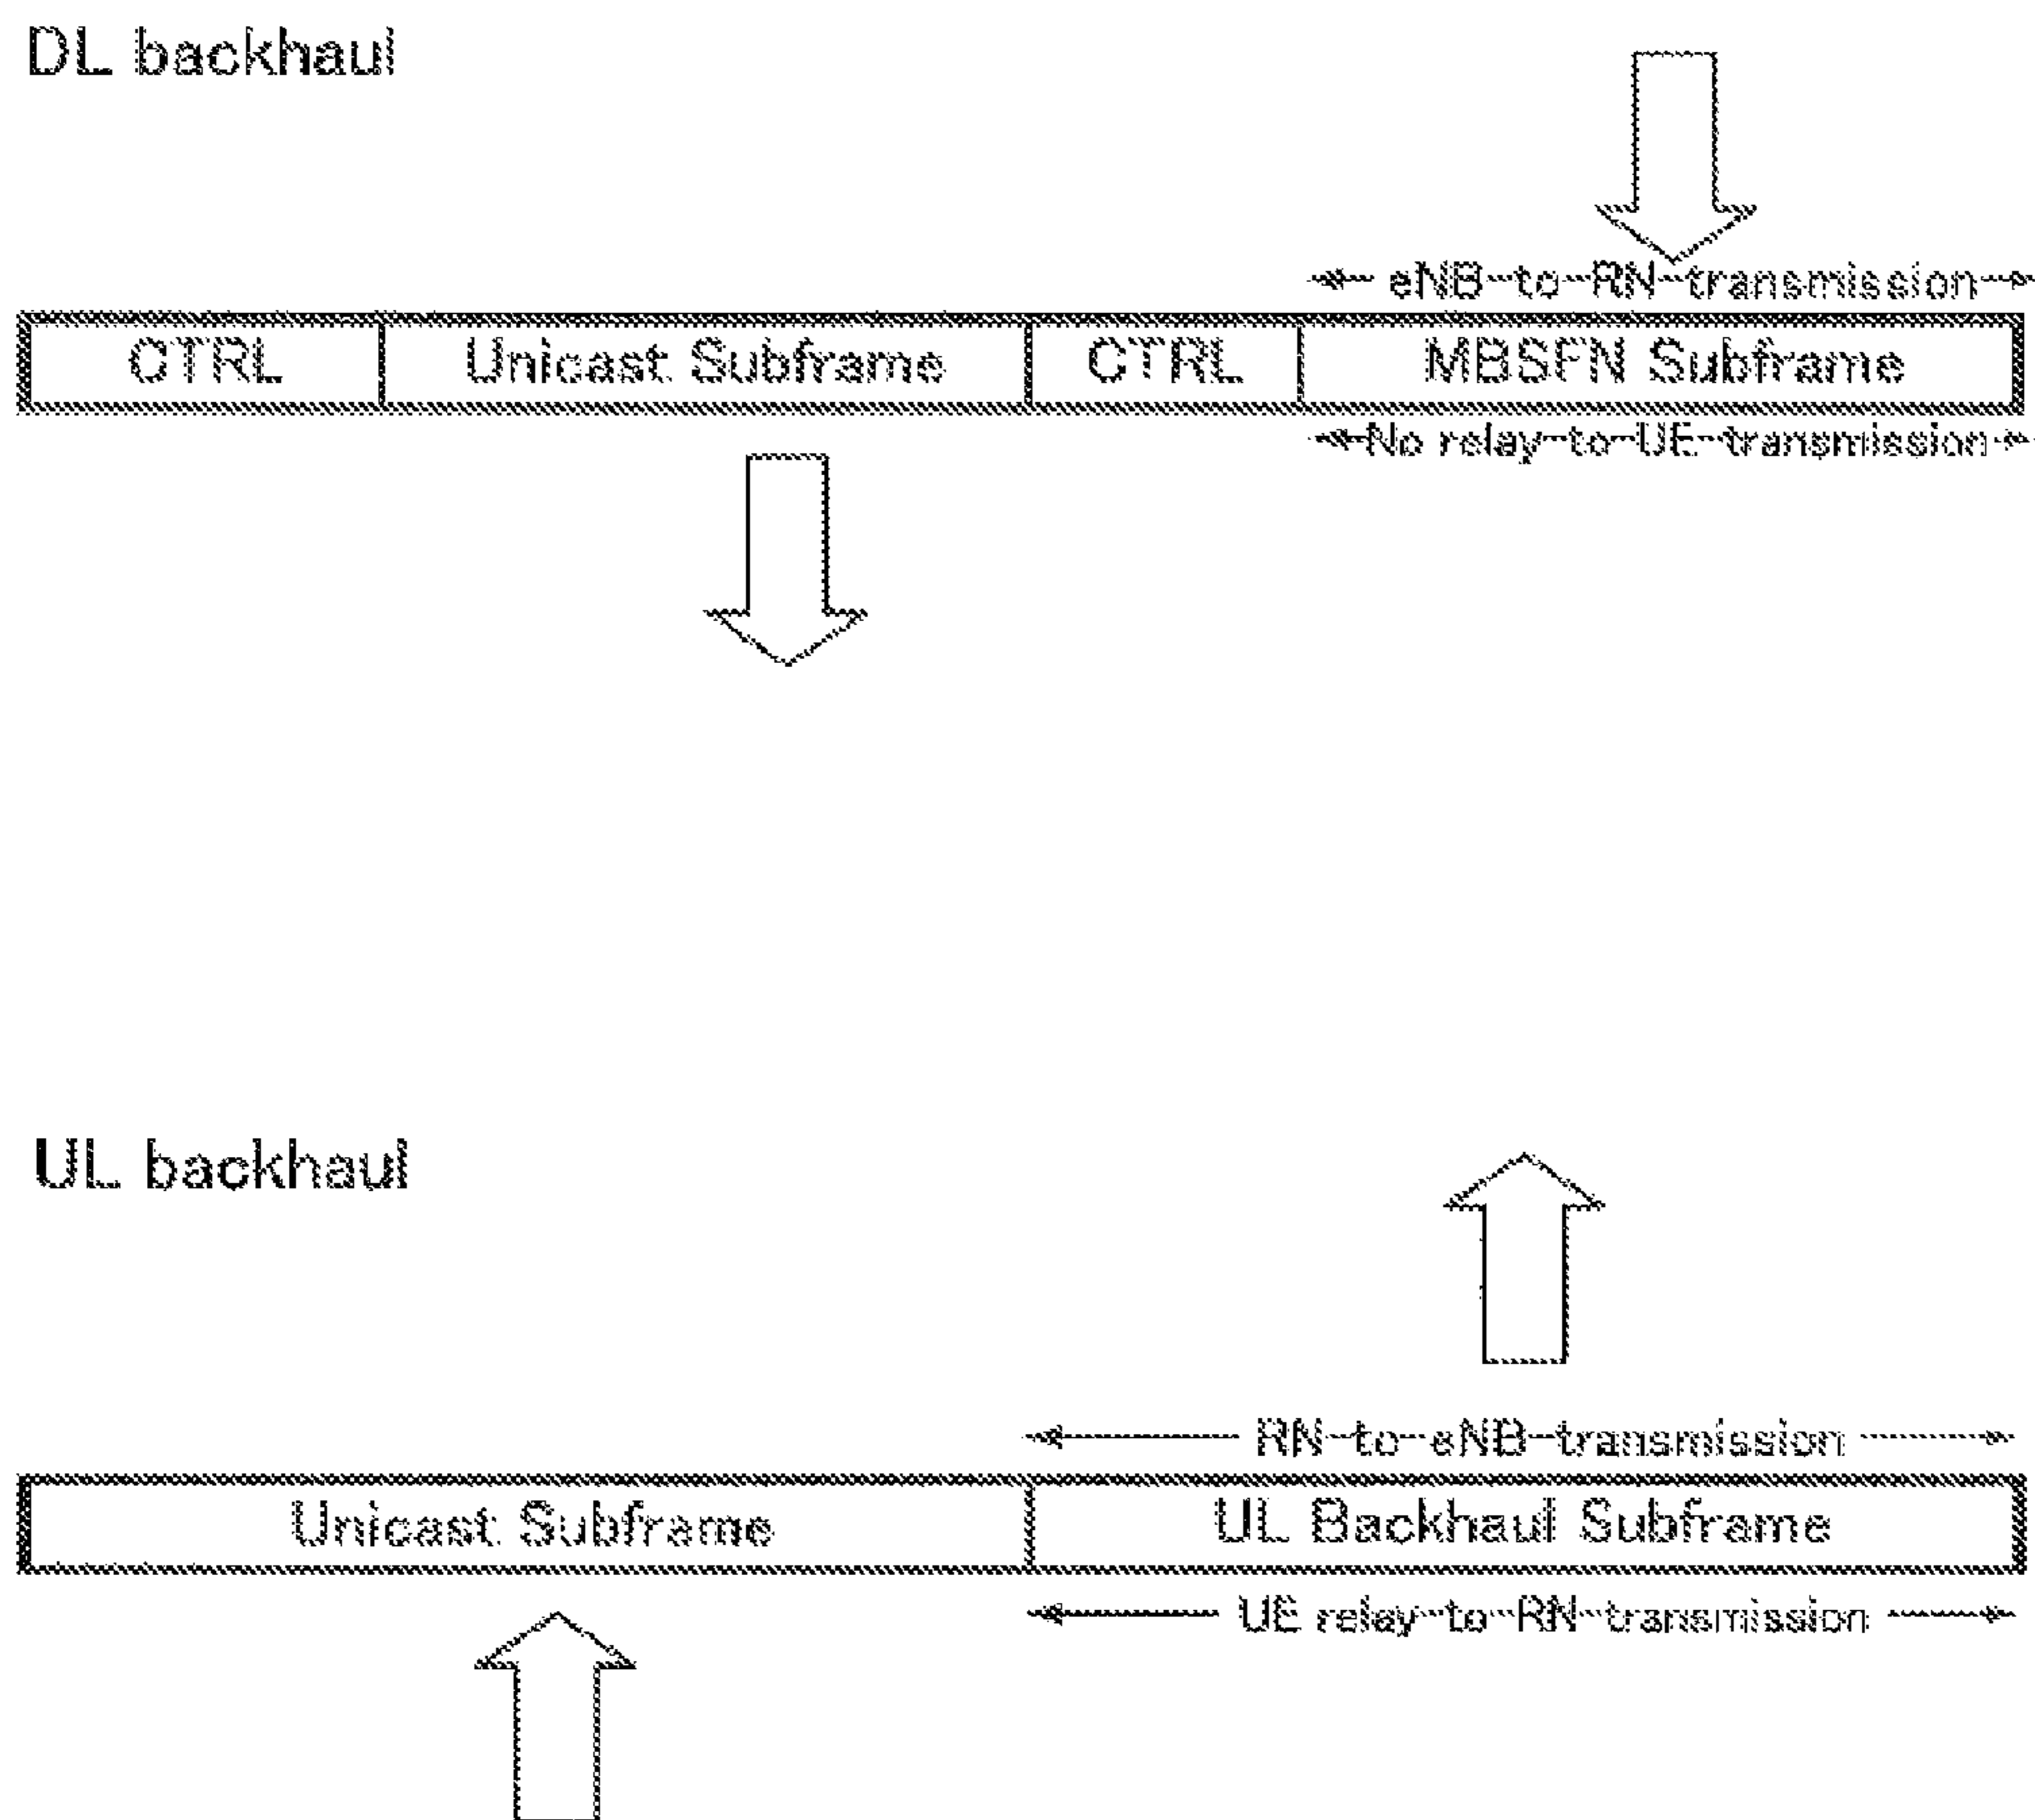 DL backhaul
eNB-to-RN-transmission
CTRL Unicast Subframe CTRL MBSFN Subframe
No relay-to-UE-transmission
UL backhaul
RN-to-eNB-transmission
Unicast Subframe UL Backhaul Subframe
UE relay-to-RN-transmission